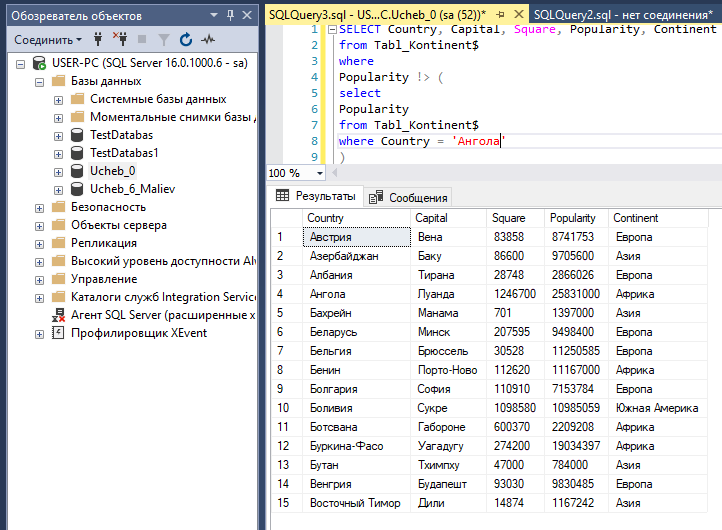 Обозреватель объектов
Соединить
USER-PC (SQL Server 16.0.1000.6 - sa)
Базы данных
Системные базы данных
Моментальные снимки базы
TestDatabas
TestDatabas1
Ucheb_0
Ucheb_6_Maliev
Безопасность
Объекты сервера
Репликация
Высокий уровень доступности
Управление
Каталоги служб Integration Service
Агент SQL Server (расширенные х
Профилировщик XEvent
SQLQuery3.sql - US...C.Ucheb_0 (sa (52))*
SQLQuery2.sql - нет соединения*
1 SELECT Country, Capital, Square, Popularity, Continent
2 from Tabl_Kontinent$
3 where
4 Popularity !> (
5 select
6 Popularity
7 from Tabl_Kontinent$
8 where Country = 'Ангола'
9 )
100 %
Результаты Сообщения
Country Capital Square Popularity Continent
1 Австрия Вена 83858 8741753 Европа
2 Азербайджан Баку 86600 9705600 Азия
3 Албания Тирана 28748 2866026 Европа
4 Ангола Луанда 1246700 25831000 Африка
5 Бахрейн Манама 701 1397000 Азия
6 Беларусь Минск 207595 9498400 Европа
7 Бельгия Брюссель 30528 11250585 Европа
8 Бенин Порто-Ново 112620 11167000 Африка
9 Болгария София 110910 7153784 Европа
10 Боливия Сукре 1098580 10985059 Южная Америка
11 Ботсвана Габороне 600370 2209208 Африка
12 Буркина-Фасо Уагадугу 274200 19034397 Африка
13 Бутан Тхимпху 47000 784000 Азия
14 Венгрия Будапешт 93030 9830485 Европа
15 Восточный Тимор Дили 14874 1167242 Азия